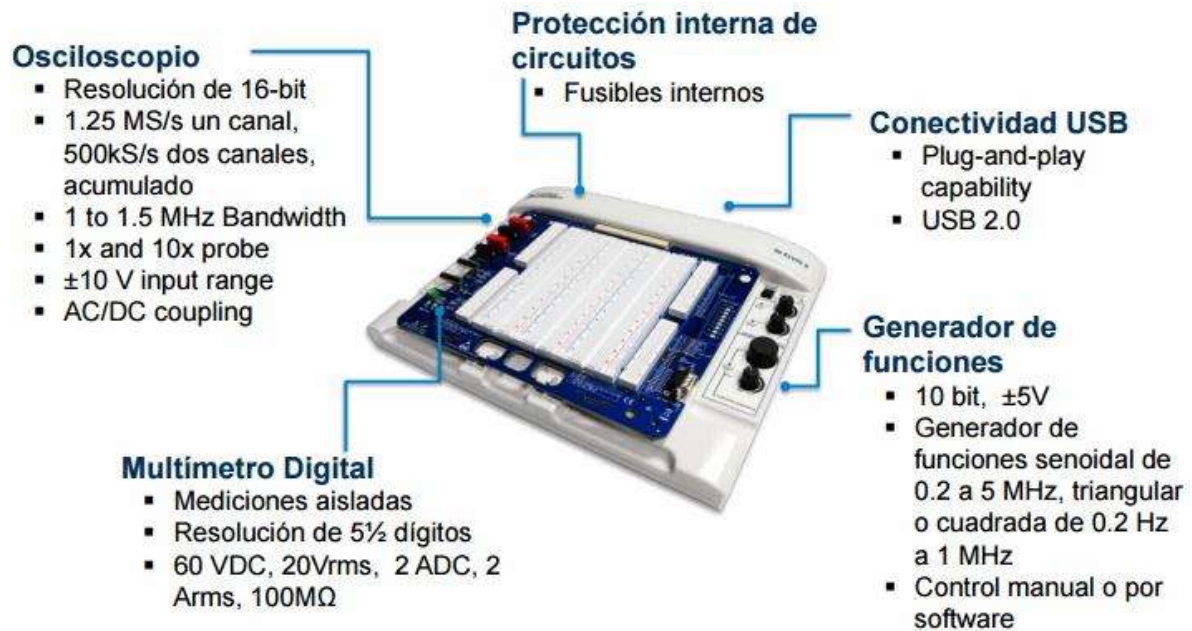 Protección interna de
circuitos
▪ Fusibles internos
Osciloscopio
▪ Resolución de 16-bit
▪ 1.25 MS/s un canal,
500kS/s dos canales,
acumulado
▪ 1 to 1.5 MHz Bandwidth
▪ 1x and 10x probe
▪ ±10 V input range
▪ AC/DC coupling
Conectividad USB
▪ Plug-and-play
capability
▪ USB 2.0
Generador de
funciones
▪ 10 bit, ±5V
▪ Generador de
funciones senoidal de
0.2 a 5 MHz, triangular
o cuadrada de 0.2 Hz
a 1 MHz
▪ Control manual o por
software
Multímetro Digital
▪ Mediciones aisladas
▪ Resolución de 5½ dígitos
▪ 60 VDC, 20Vrms, 2 ADC, 2
Arms, 100MΩ